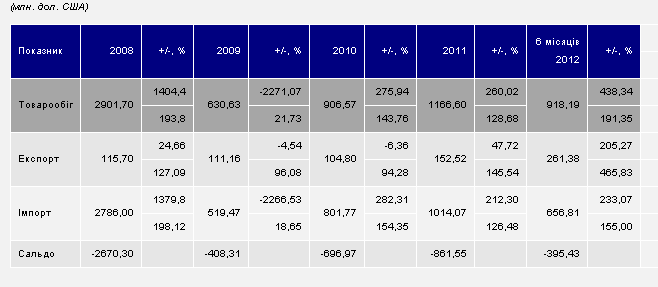 (млн. дол. США)
Показник 2008 +/-, % 2009 +/-, % 2010 +/-, % 2011 +/-, % 6 місяців 2012 +/-, %
Товарообіг 2901,70 1404,4 630,63 -2271,07 906,57 275,94 1166,60 260,02 918,19 438,34
193,8 21,73 143,76 128,68 191,35
Експорт 115,70 24,66 111,16 -4,54 104,80 -6,36 152,52 47,72 261,38 205,27
127,09 96,08 94,28 145,54 465,83
Імпорт 2786,00 1379,8 519,47 -2266,53 801,77 282,31 1014,07 212,30 656,81 233,07
198,12 18,65 154,35 126,48 155,00
Сальдо -2670,30 -408,31 -696,97 -861,55 -395,43